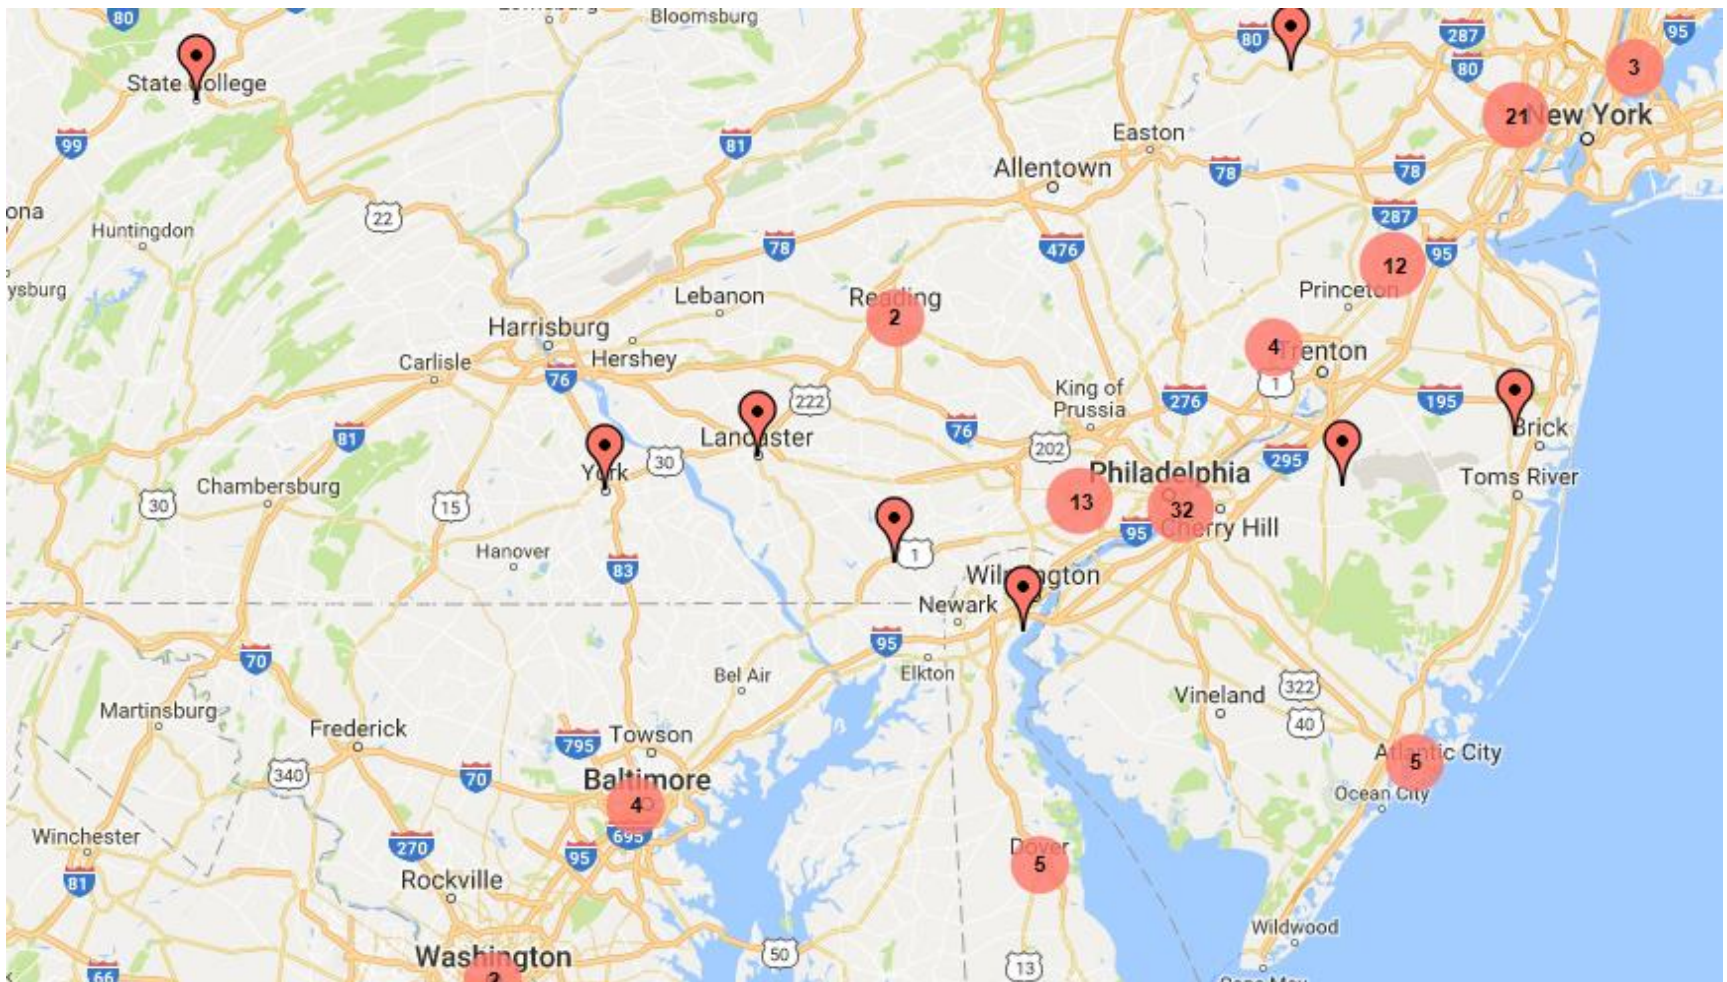 80
Lewisburg
Bloomsburg
80
287
95
State College
80
3
99
81
21
New York
Easton
Allentown
78
78
ona
22
287
Huntingdon
78
476
95
12
ysburg
Lebanon
Reading
Princeton
2
Harrisburg
Hershey
4
Trenton
Carlisle
76
King of
Prussia
1
222
276
195
81
Lancaster
76
202
295
Brick
York
30
Philadelphia
Toms River
Chambersburg
30
15
13
32
95
Cherry Hill
Hanover
83
1
Wilmington
Newark
95
70
Bel Air
Elkton
Martinsburg
Vineland
322
40
Frederick
795
Towson
Atlantic City
5
340
70
Baltimore
4
Ocean City
Winchester
695
270
95
Dover
5
81
Rockville
Wildwood
Washington
50
66
2
13
Cape May